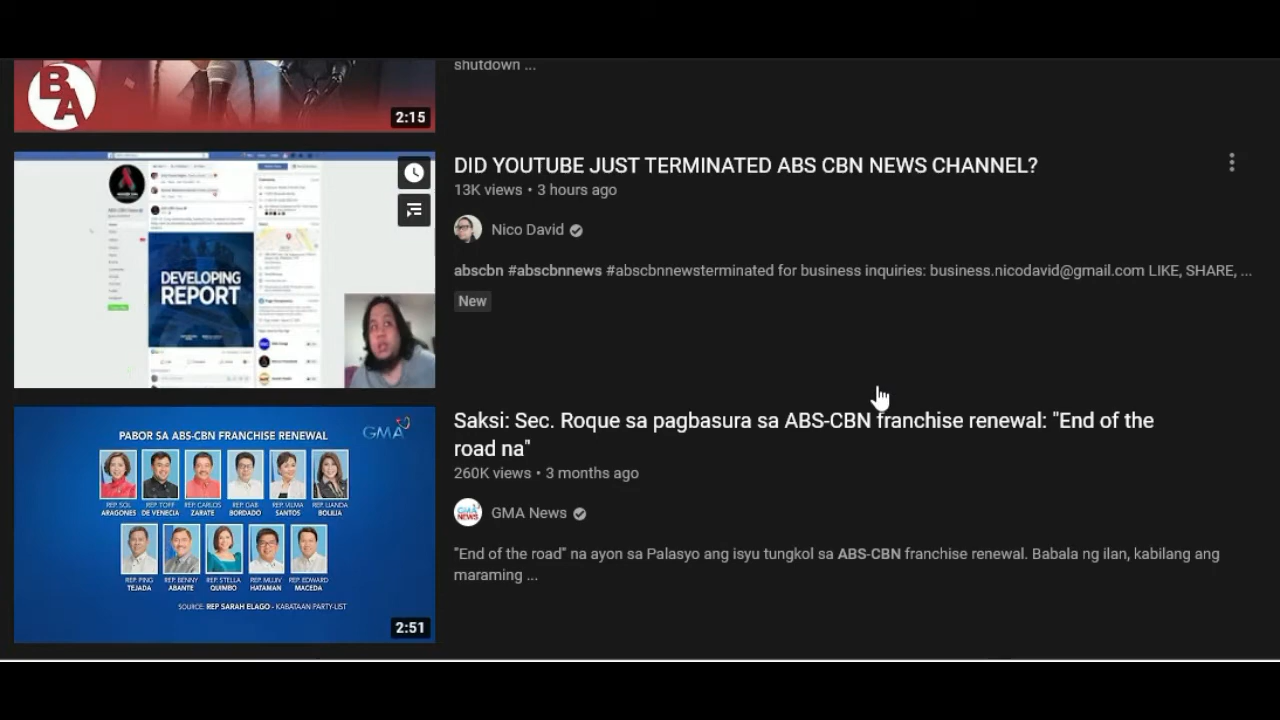 shutdown ...
BA
2:15
DID YOUTUBE JUST TERMINATED ABS CBN NEWS CHANNEL?
13K views • 3 hours ago
Nico David
abscbn #abscbnnews #abscbnnewsterminated for business inquiries: business.nicodavid@gmail.com LIKE, SHARE, ...
New
DEVELOPING
REPORT
Saksi: Sec. Roque sa pagbasura sa ABS-CBN franchise renewal: "End of the
road na"
260K views • 3 months ago
GMA News
"End of the road" na ayon sa Palasyo ang isyu tungkol sa ABS-CBN franchise renewal. Babala ng ilan, kabilang ang
maraming ...
GMA
PABOR SA ABS-CBN FRANCHISE RENEWAL
REP. SOL ARAGONES
REP. TOFF DE VENECIA
REP. CARLOS ZARATE
REP. GAB BORDADO
REP. VILMA SANTOS
REP. LIANDA BOLILIA
REP. PING TEJADA
REP. BENNY ABANTE
REP. STELLA QUIMBO
REP. MUJIV HATAMAN
REP. EDWARD MACEDA
SOURCE: REP SARAH ELAGO - KABATAAN PARTY-LIST
2:51